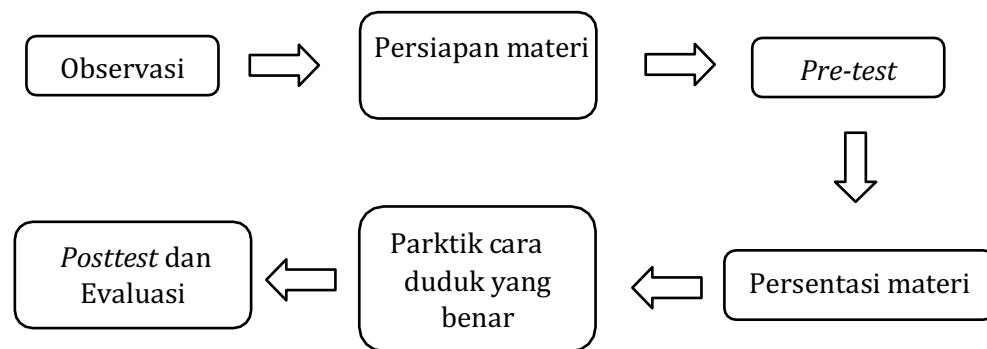 Observasi
Persiapan materi
Pre-test
Persentasi materi
Parktik cara
duduk yang
benar
Posttest dan
Evaluasi